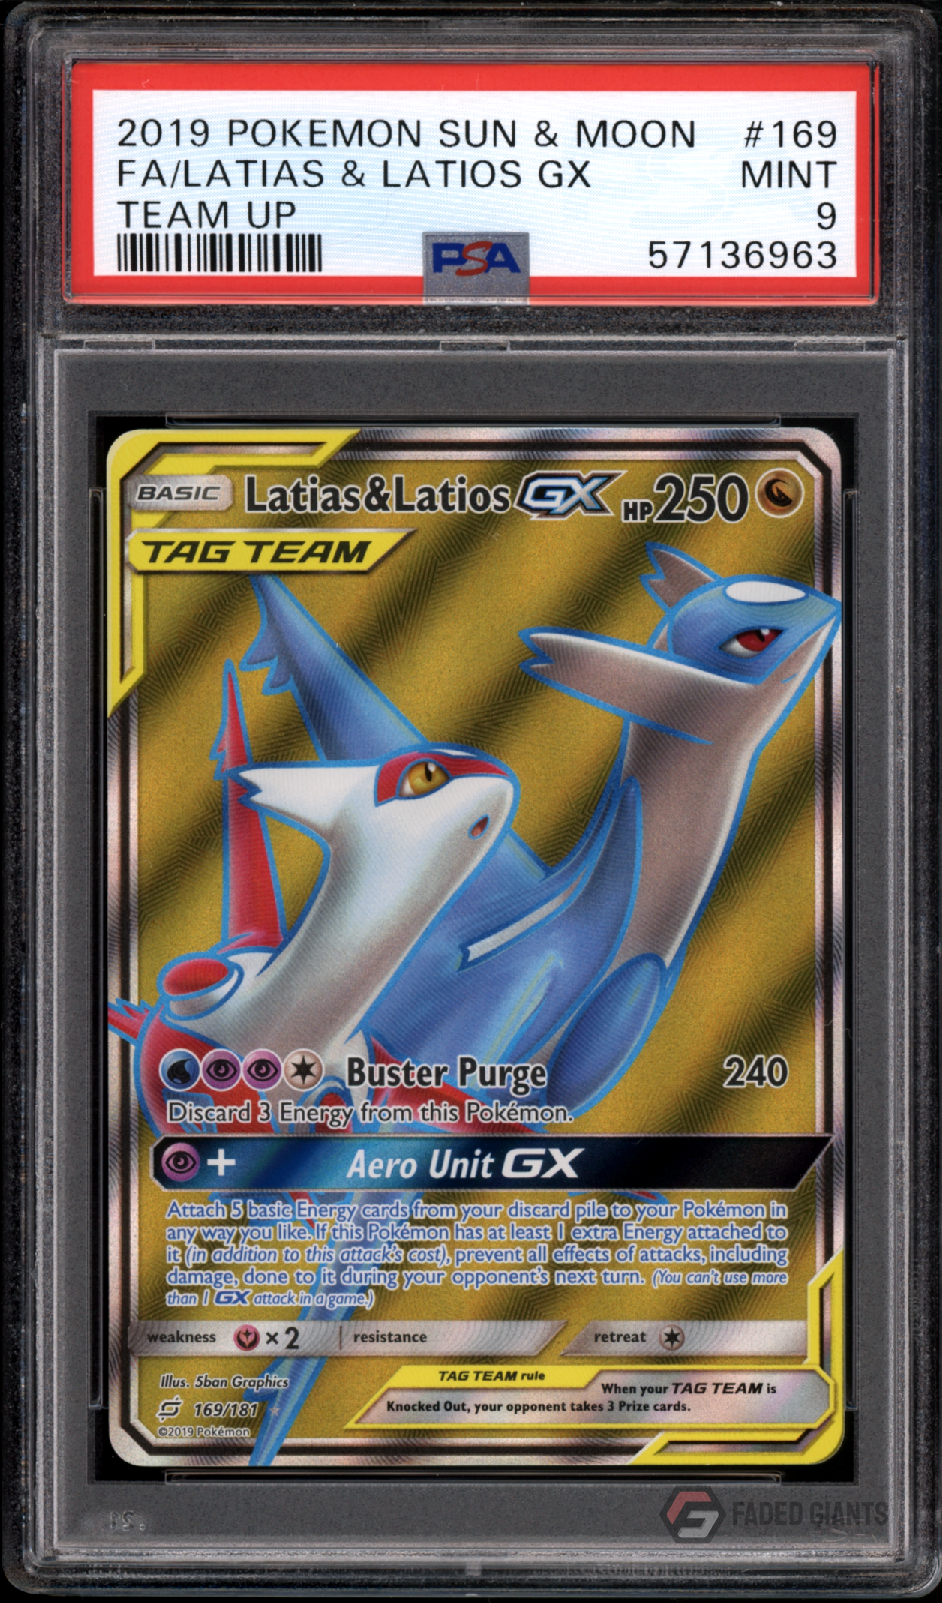 2019 POKEMON SUN & MOON #169
FA/LATIAS & LATIOS GX MINT
TEAM UP 9
PSA 57136963
BASIC Latias&Latios GX HP 250
TAG TEAM
Buster Purge 240
Discard 3 Energy from this Pokémon.
+ Aero Unit GX
Attach 5 basic Energy cards from your discard pile to your Pokémon in
any way you like. If this Pokémon has at least 1 extra Energy attached to
it (in addition to this attack's cost), prevent all effects of attacks, including
damage, done to it during your opponent's next turn. (You can't use more
than 1 GX attack in a game.)
weakness ×2 resistance retreat
Illus. 5ban Graphics
TAG TEAM rule
When your TAG TEAM is
Knocked Out, your opponent takes 3 Prize cards.
169/181
©2019 Pokémon
FADED GIANTS